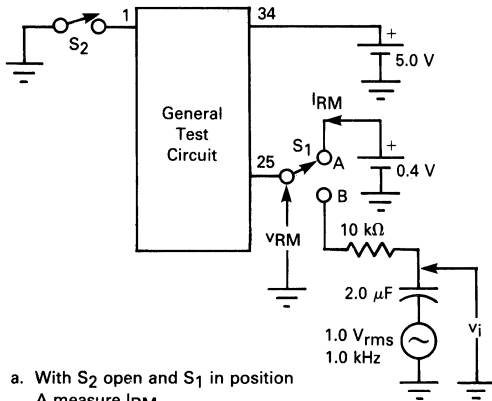 1
34
S2
+
5.0 V
General
Test
Circuit
IRM
S1
A
+
0.4 V
25
B
VRM
10 kΩ
2.0 μF
Vi
1.0 Vrms
1.0 kHz
a. With S2 open and S1 in position
A measure IRM